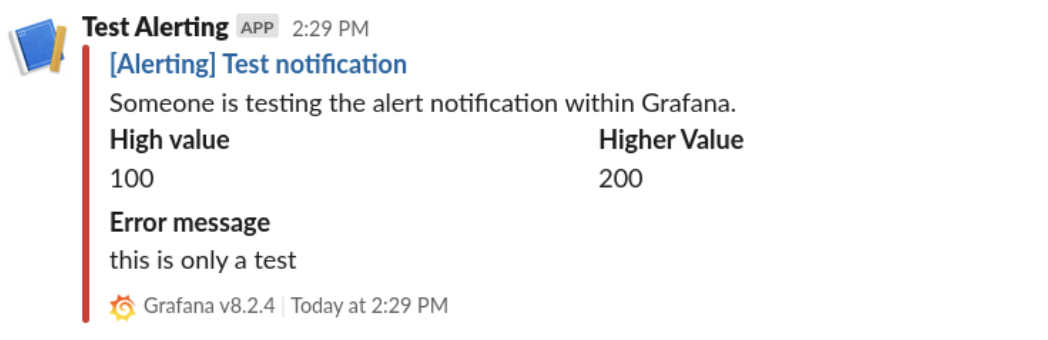 Test Alerting APP 2:29 PM
[Alerting] Test notification
Someone is testing the alert notification within Grafana.
High value Higher Value
100 200
Error message
this is only a test
Grafana v8.2.4 | Today at 2:29 PM